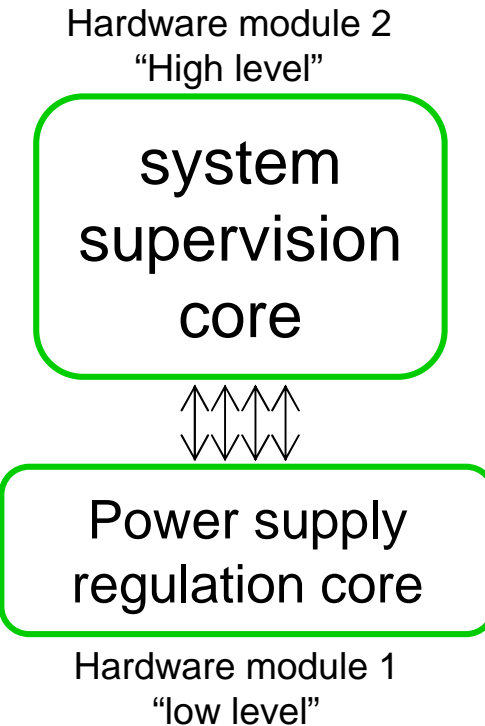 Hardware module 2
“High level”
system
supervision
core
Power supply
regulation core
Hardware module 1
“low level”